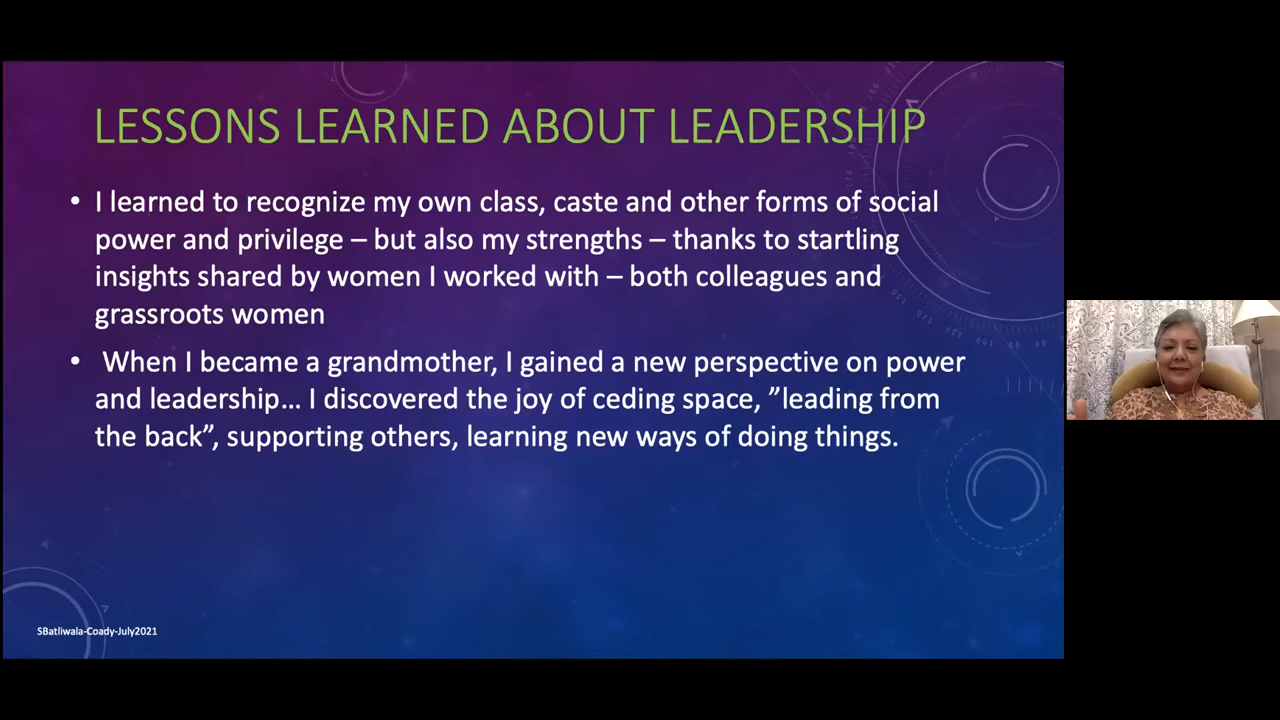 LESSONS LEARNED ABOUT LEADERSHIP
• I learned to recognize my own class, caste and other forms of social
power and privilege – but also my strengths – thanks to startling
insights shared by women I worked with – both colleagues and
grassroots women
• When I became a grandmother, I gained a new perspective on power
and leadership... I discovered the joy of ceding space, ”leading from
the back”, supporting others, learning new ways of doing things.
SBatliwala-Coady-July2021